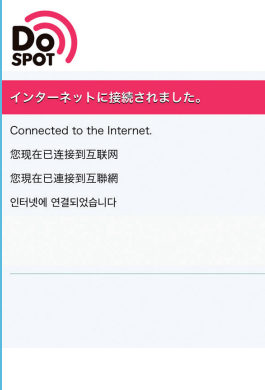 Do
SPOT
インターネットに接続されました。
Connected to the Internet.
您现在已连接到互联网
您現在已連接到互聯網
인터넷에 연결되었습니다